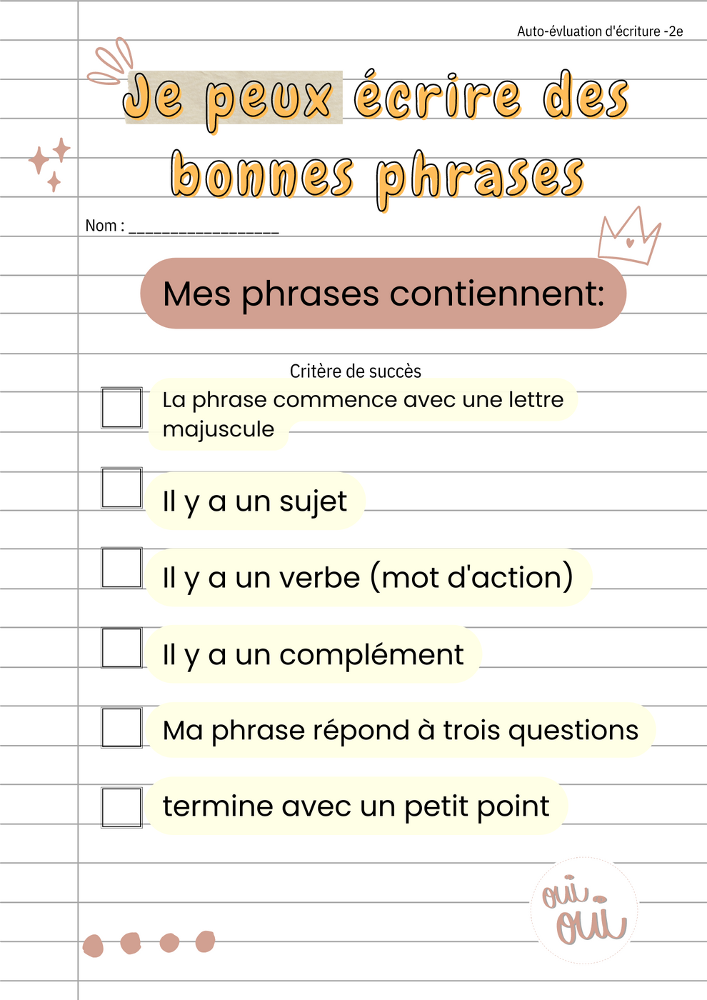 Auto-évluation d'écriture -2e
Je peux écrire des
bonnes phrases
Nom : __________________
Mes phrases contiennent:
Critère de succès
La phrase commence avec une lettre
majuscule
Il y a un sujet
Il y a un verbe (mot d'action)
Il y a un complément
Ma phrase répond à trois questions
termine avec un petit point
oui
oui